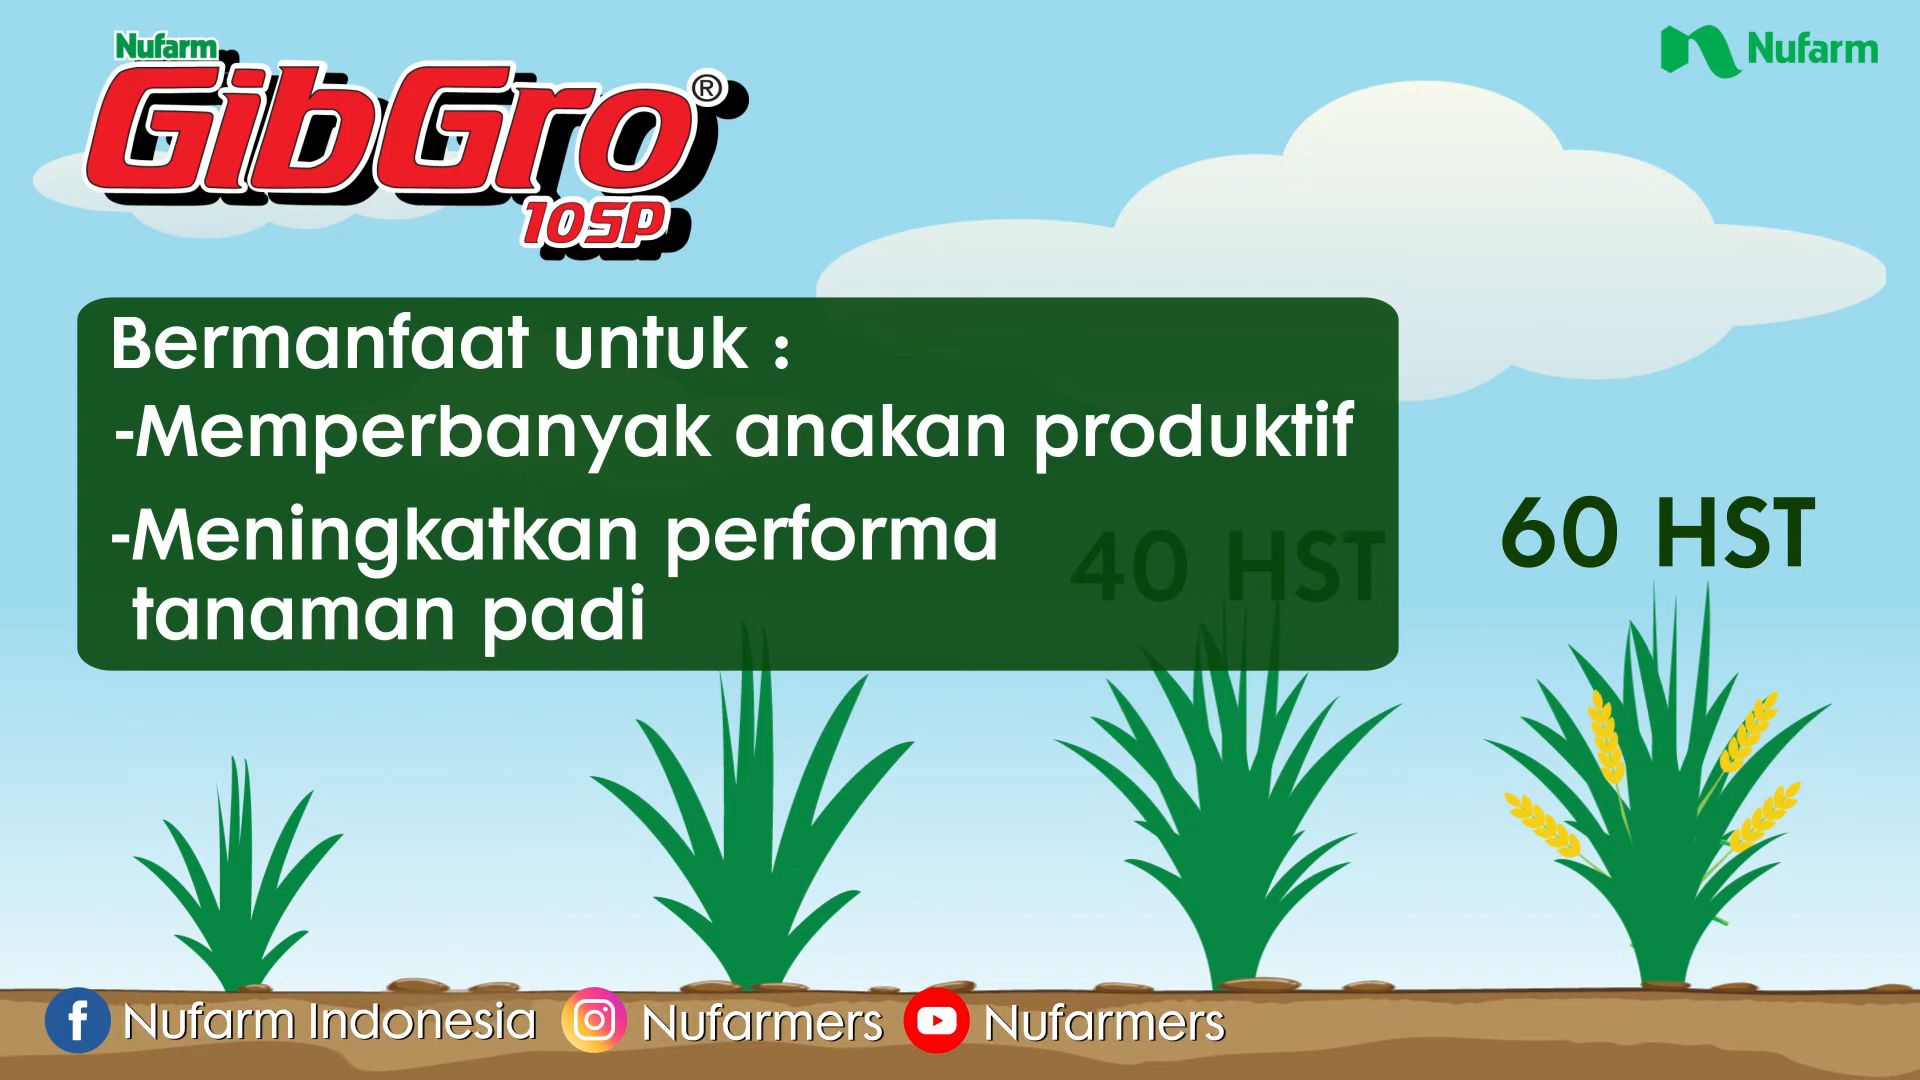 Nufarm
GibGro®
10SP
Nufarm
Bermanfaat untuk :
-Memperbanyak anakan produktif
-Meningkatkan performa
tanaman padi
40 HST
60 HST
Nufarm Indonesia
Nufarmers
Nufarmers